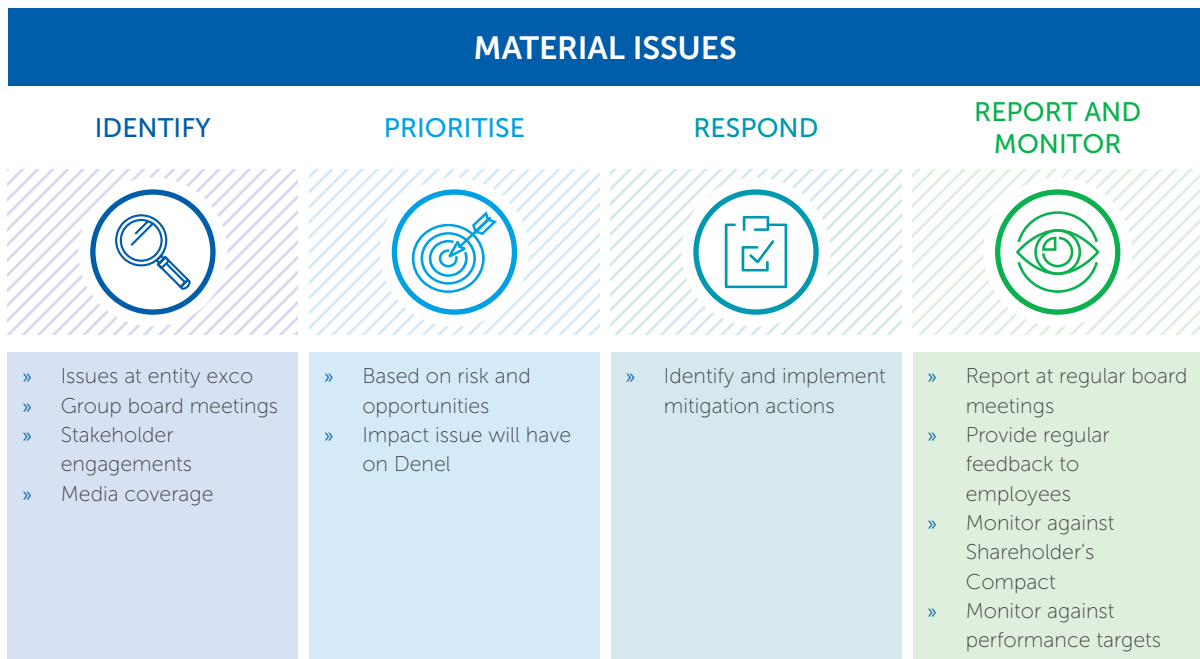 MATERIAL ISSUES
IDENTIFY
» Issues at entity exco
» Group board meetings
» Stakeholder
engagements
» Media coverage
PRIORITISE
» Based on risk and
opportunities
» Impact issue will have
on Denel
RESPOND
» Identify and implement
mitigation actions
REPORT AND
MONITOR
» Report at regular board
meetings
» Provide regular
feedback to
employees
» Monitor against
Shareholder's
Compact
» Monitor against
performance targets